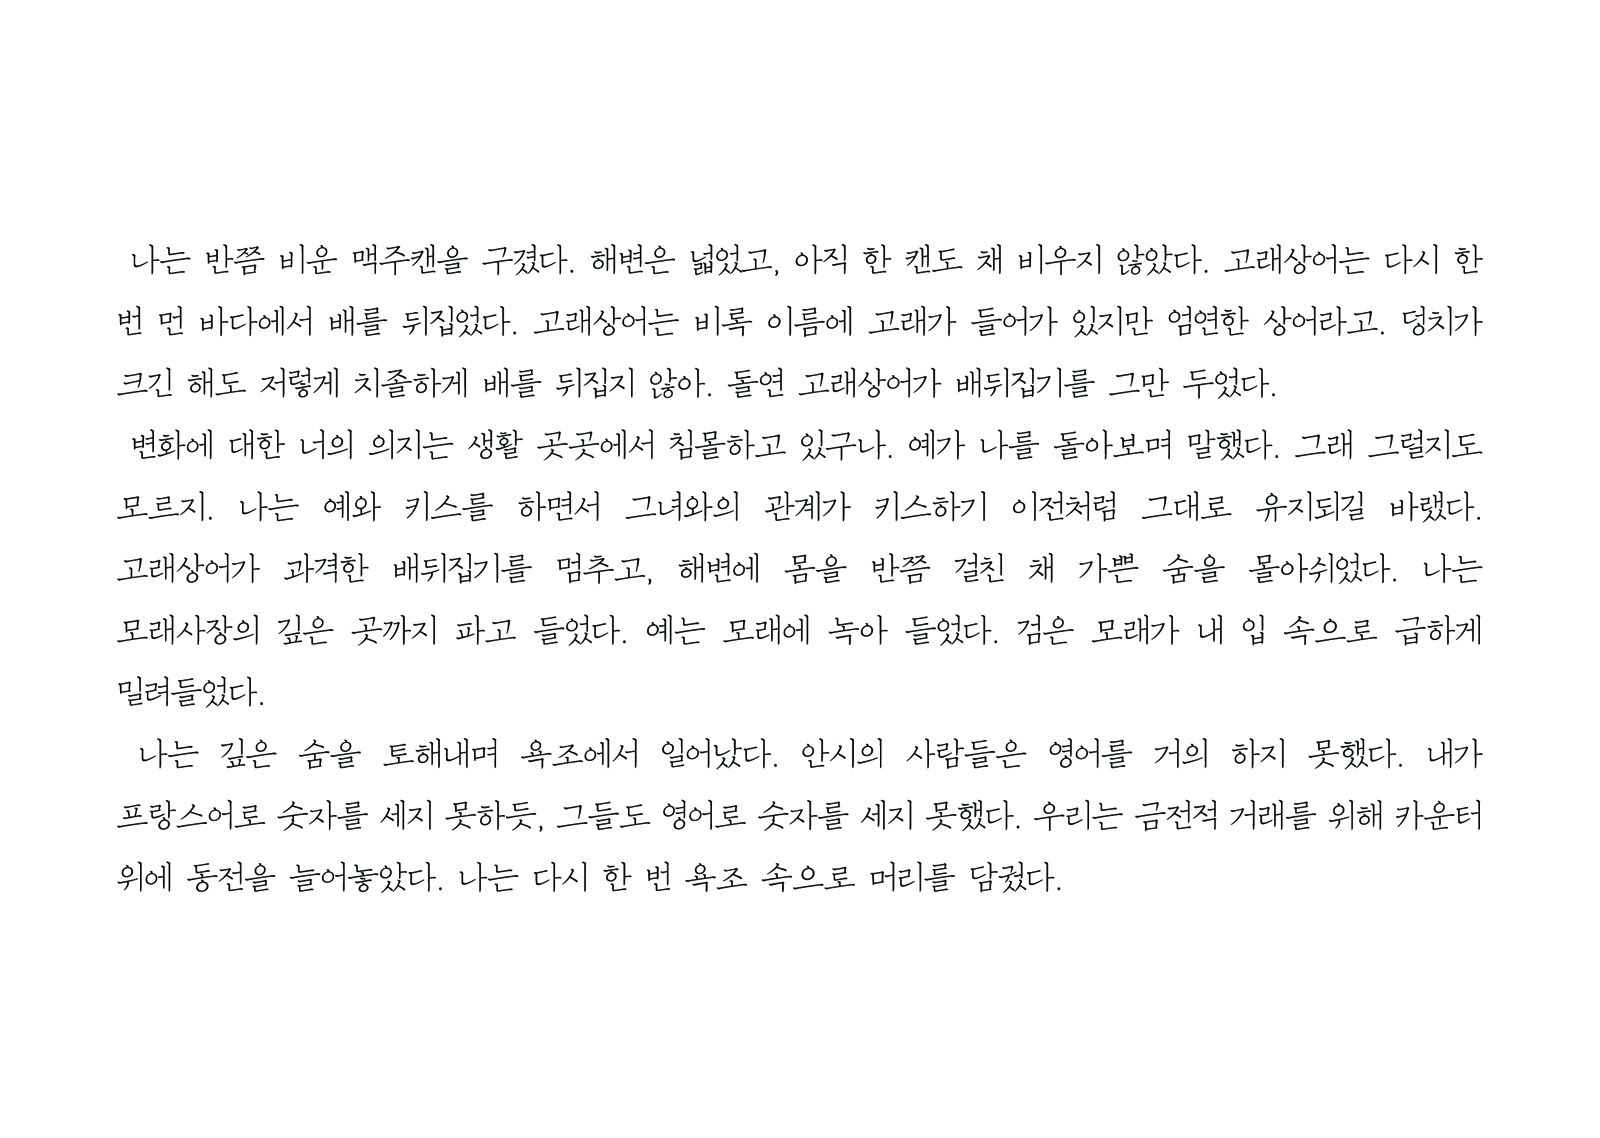 나는 반쯤 비운 맥주캔을 구겼다. 해변은 넓었고, 아직 한 캔도 채 비우지 않았다. 고래상어는 다시 한
번 먼 바다에서 배를 뒤집었다. 고래상어는 비록 이름에 고래가 들어가 있지만 엄연한 상어라고. 덩치가
크긴 해도 저렇게 치졸하게 배를 뒤집지 않아. 돌연 고래상어가 배뒤집기를 그만 두었다.
변화에 대한 너의 의지는 생활 곳곳에서 침몰하고 있구나. 예가 나를 돌아보며 말했다. 그래 그럴지도
모르지. 나는 예와 키스를 하면서 그녀와의 관계가 키스하기 이전처럼 그대로 유지되길 바랬다.
고래상어가 과격한 배뒤집기를 멈추고, 해변에 몸을 반쯤 걸친 채 가쁜 숨을 몰아쉬었다. 나는
모래사장의 깊은 곳까지 파고 들었다. 예는 모래에 녹아 들었다. 검은 모래가 내 입 속으로 급하게
밀려들었다.
나는 깊은 숨을 토해내며 욕조에서 일어났다. 안시의 사람들은 영어를 거의 하지 못했다. 내가
프랑스어로 숫자를 세지 못하듯, 그들도 영어로 숫자를 세지 못했다. 우리는 금전적 거래를 위해 카운터
위에 동전을 늘어놓았다. 나는 다시 한 번 욕조 속으로 머리를 담궜다.